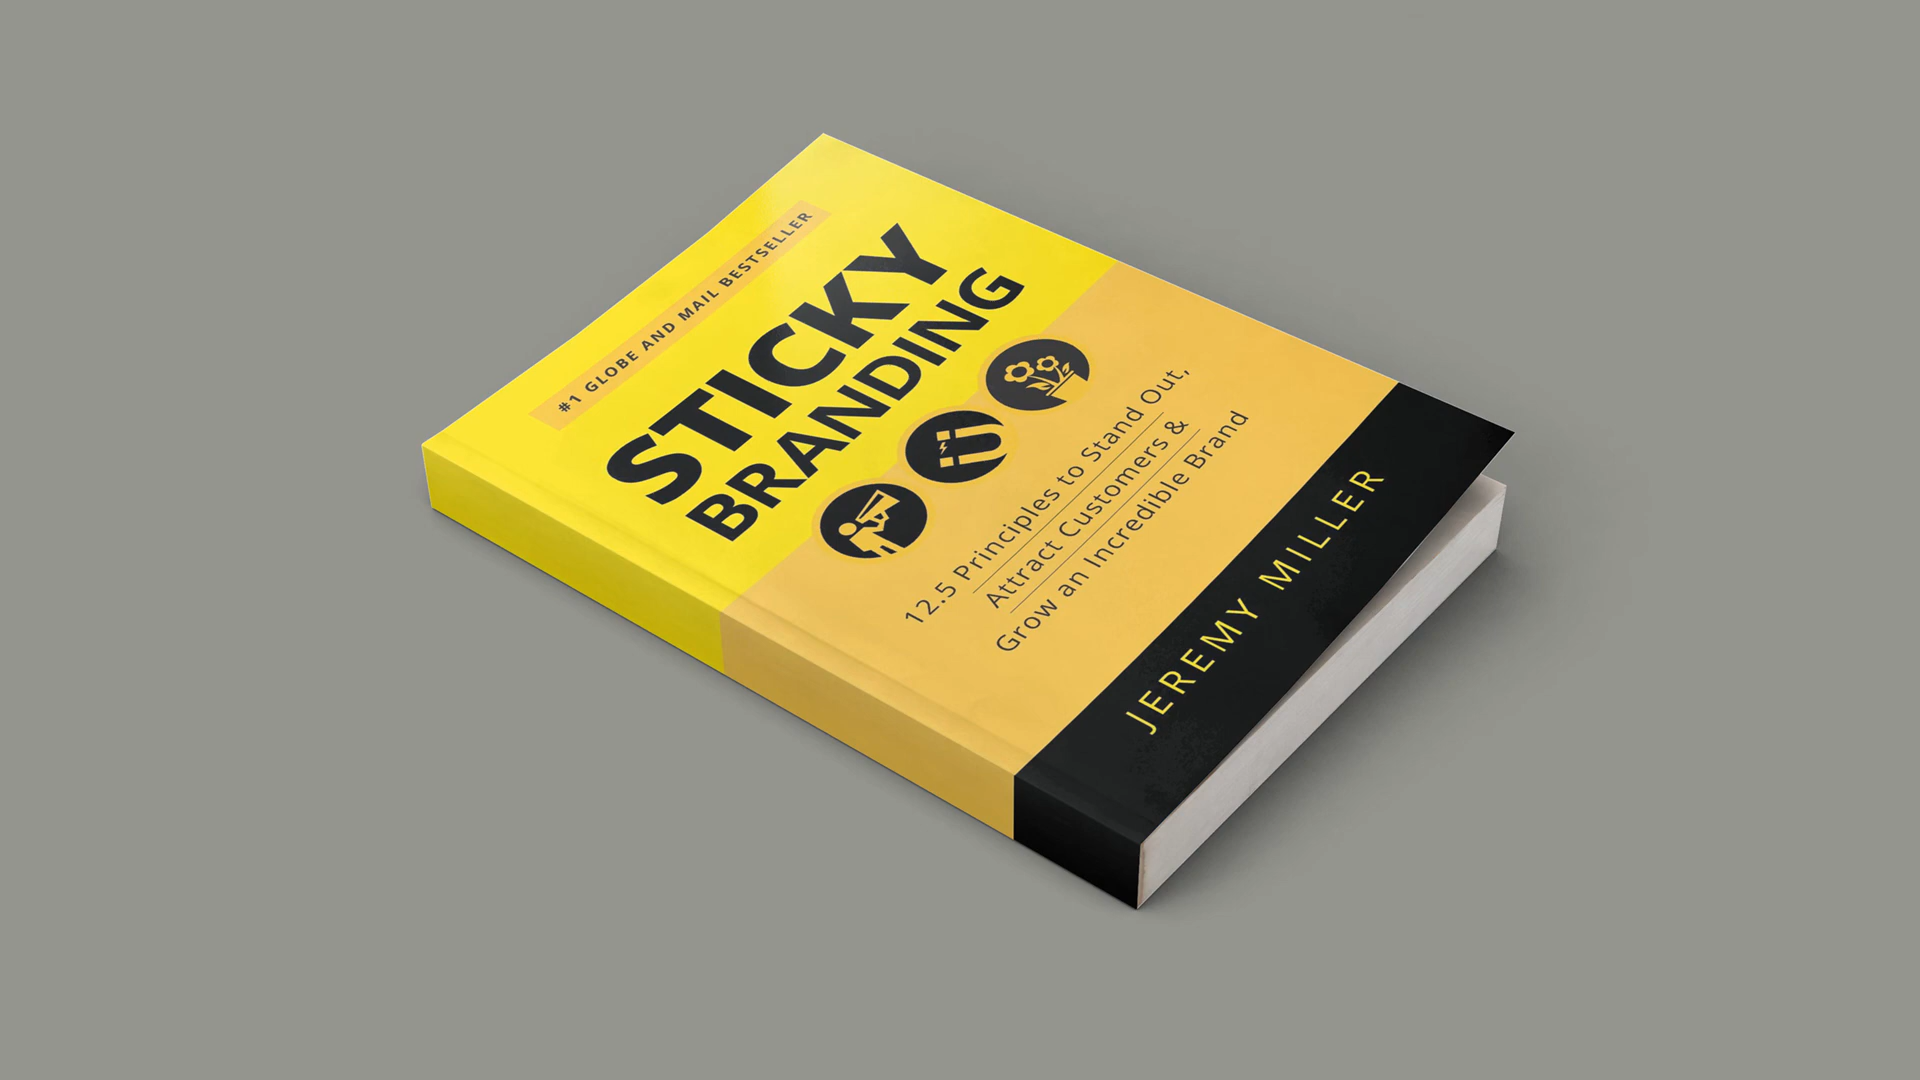 #1 GLOBE AND MAIL BESTSELLER
STICKY
BRANDING
12.5 Principles to Stand Out,
Attract Customers &
Grow an Incredible Brand
JEREMY MILLER